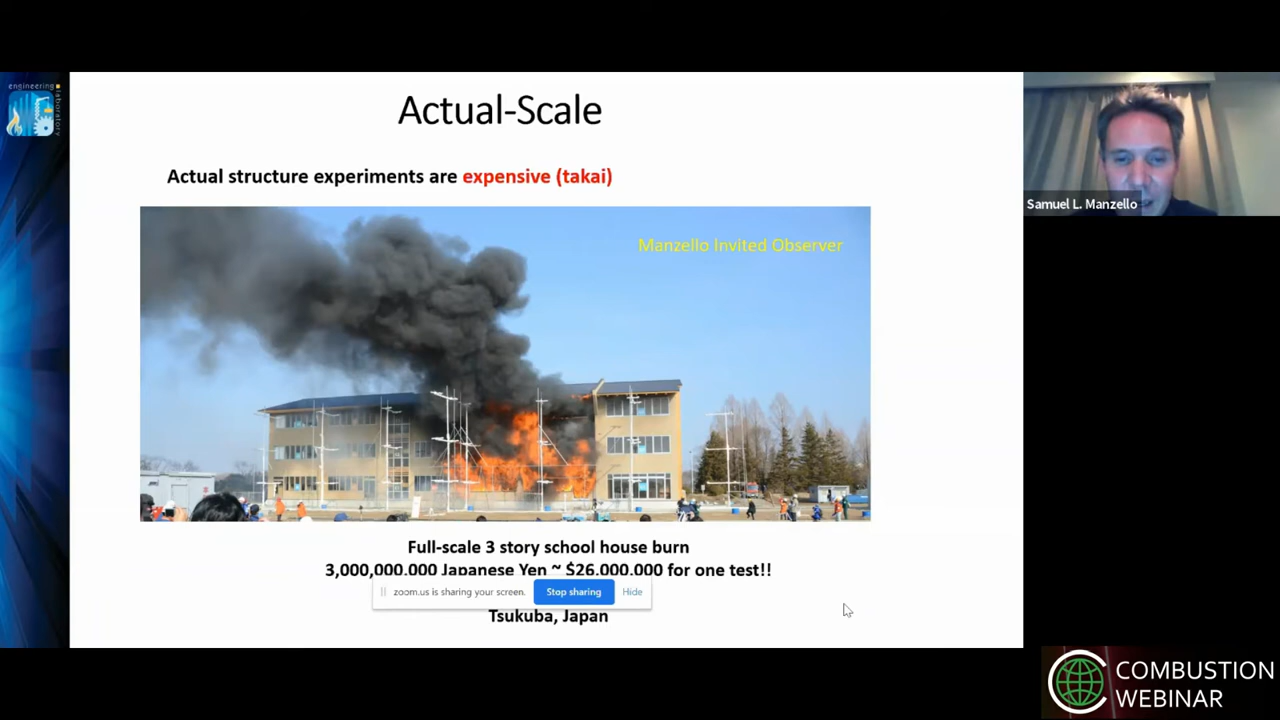 engineering
laboratory
Actual-Scale
Actual structure experiments are expensive (takai)
Manzello Invited Observer
Samuel L. Manzello
Full-scale 3 story school house burn
3,000,000.000 Japanese Yen ~ $26.000.000 for one test!!
zoom.us is sharing your screen.
Stop sharing
Hide
Tsukuba, Japan
COMBUSTION
WEBINAR